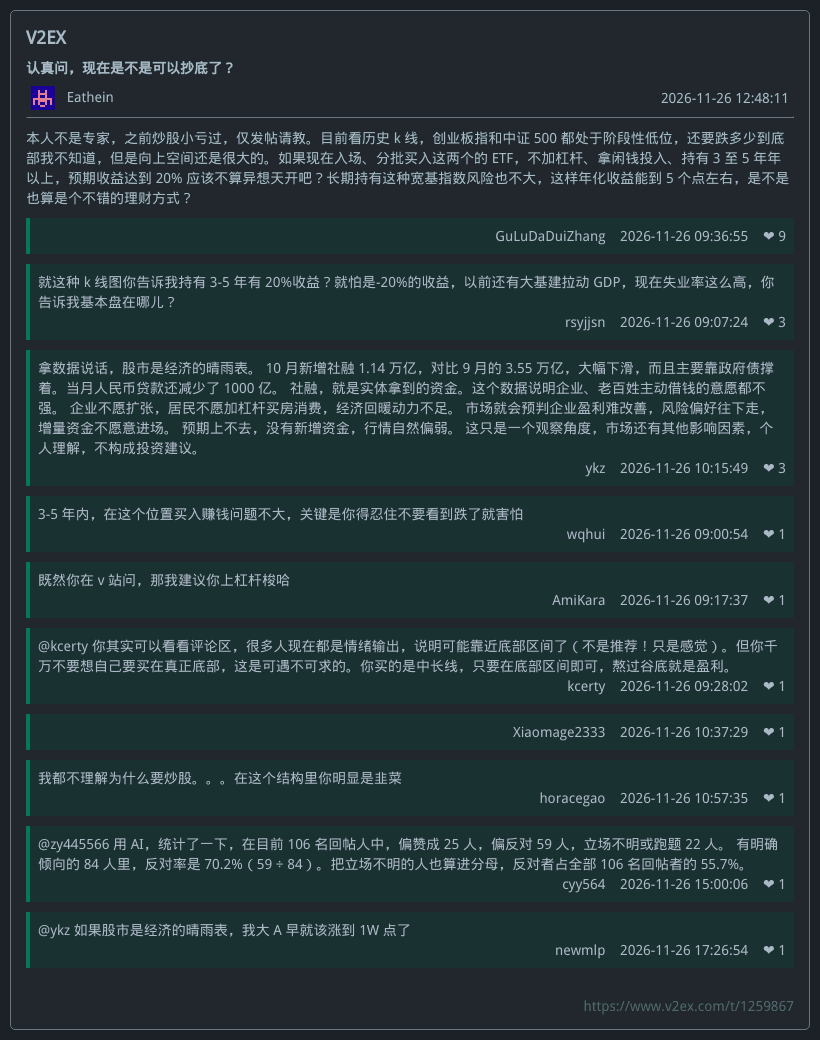 V2EX
认真问，现在是不是可以抄底了？
Eathein 2026-11-26 12:48:11
本人不是专家，之前炒股小亏过，仅发帖请教。目前看历史 k 线，创业板指和中证 500 都处于阶段性低位，还要跌多少到底
部我不知道，但是向上空间还是很大的。如果现在入场、分批买入这两个的 ETF，不加杠杆、拿闲钱投入、持有 3 至 5 年年
以上，预期收益达到 20% 应该不算异想天开吧？长期持有这种宽基指数风险也不大，这样年化收益能到 5 个点左右，是不是
也算是个不错的理财方式？
GuLuDaDuiZhang 2026-11-26 09:36:55 ❤ 9
就这种 k 线图你告诉我持有 3-5 年有 20%收益？就怕是-20%的收益，以前还有大基建拉动 GDP，现在失业率这么高，你
告诉我基本盘在哪儿？
rsyjjsn 2026-11-26 09:07:24 ❤ 3
拿数据说话，股市是经济的晴雨表。 10 月新增社融 1.14 万亿，对比 9 月的 3.55 万亿，大幅下滑，而且主要靠政府债撑
着。当月人民币贷款还减少了 1000 亿。 社融，就是实体拿到的资金。这个数据说明企业、老百姓主动借钱的意愿都不
强。 企业不愿扩张，居民不愿加杠杆买房消费，经济回暖动力不足。 市场就会预判企业盈利难改善，风险偏好往下走，
增量资金不愿意进场。 预期上不去，没有新增资金，行情自然偏弱。 这只是一个观察角度，市场还有其他影响因素，个
人理解，不构成投资建议。
ykz 2026-11-26 10:15:49 ❤ 3
3-5 年内，在这个位置买入赚钱问题不大，关键是你得忍住不要看到跌了就害怕
wqhui 2026-11-26 09:00:54 ❤ 1
既然你在 v 站问，那我建议你上杠杆梭哈
AmiKara 2026-11-26 09:17:37 ❤ 1
@kcerty 你其实可以看看评论区，很多人现在都是情绪输出，说明可能靠近底部区间了（不是推荐！只是感觉）。但你千
万不要想自己要买在真正底部，这是可遇不可求的。你买的是中长线，只要在底部区间即可，熬过谷底就是盈利。
kcerty 2026-11-26 09:28:02 ❤ 1
Xiaomage2333 2026-11-26 10:37:29 ❤ 1
我都不理解为什么要炒股。。。在这个结构里你明显是韭菜
horacegao 2026-11-26 10:57:35 ❤ 1
@zy445566 用 AI，统计了一下，在目前 106 名回帖人中，偏赞成 25 人，偏反对 59 人，立场不明或跑题 22 人。 有明确
倾向的 84 人里，反对率是 70.2%（59 ÷ 84）。把立场不明的人也算进分母，反对者占全部 106 名回帖者的 55.7%。
cyy564 2026-11-26 15:00:06 ❤ 1
@ykz 如果股市是经济的晴雨表，我大 A 早就该涨到 1W 点了
newmlp 2026-11-26 17:26:54 ❤ 1
https://www.v2ex.com/t/1259867